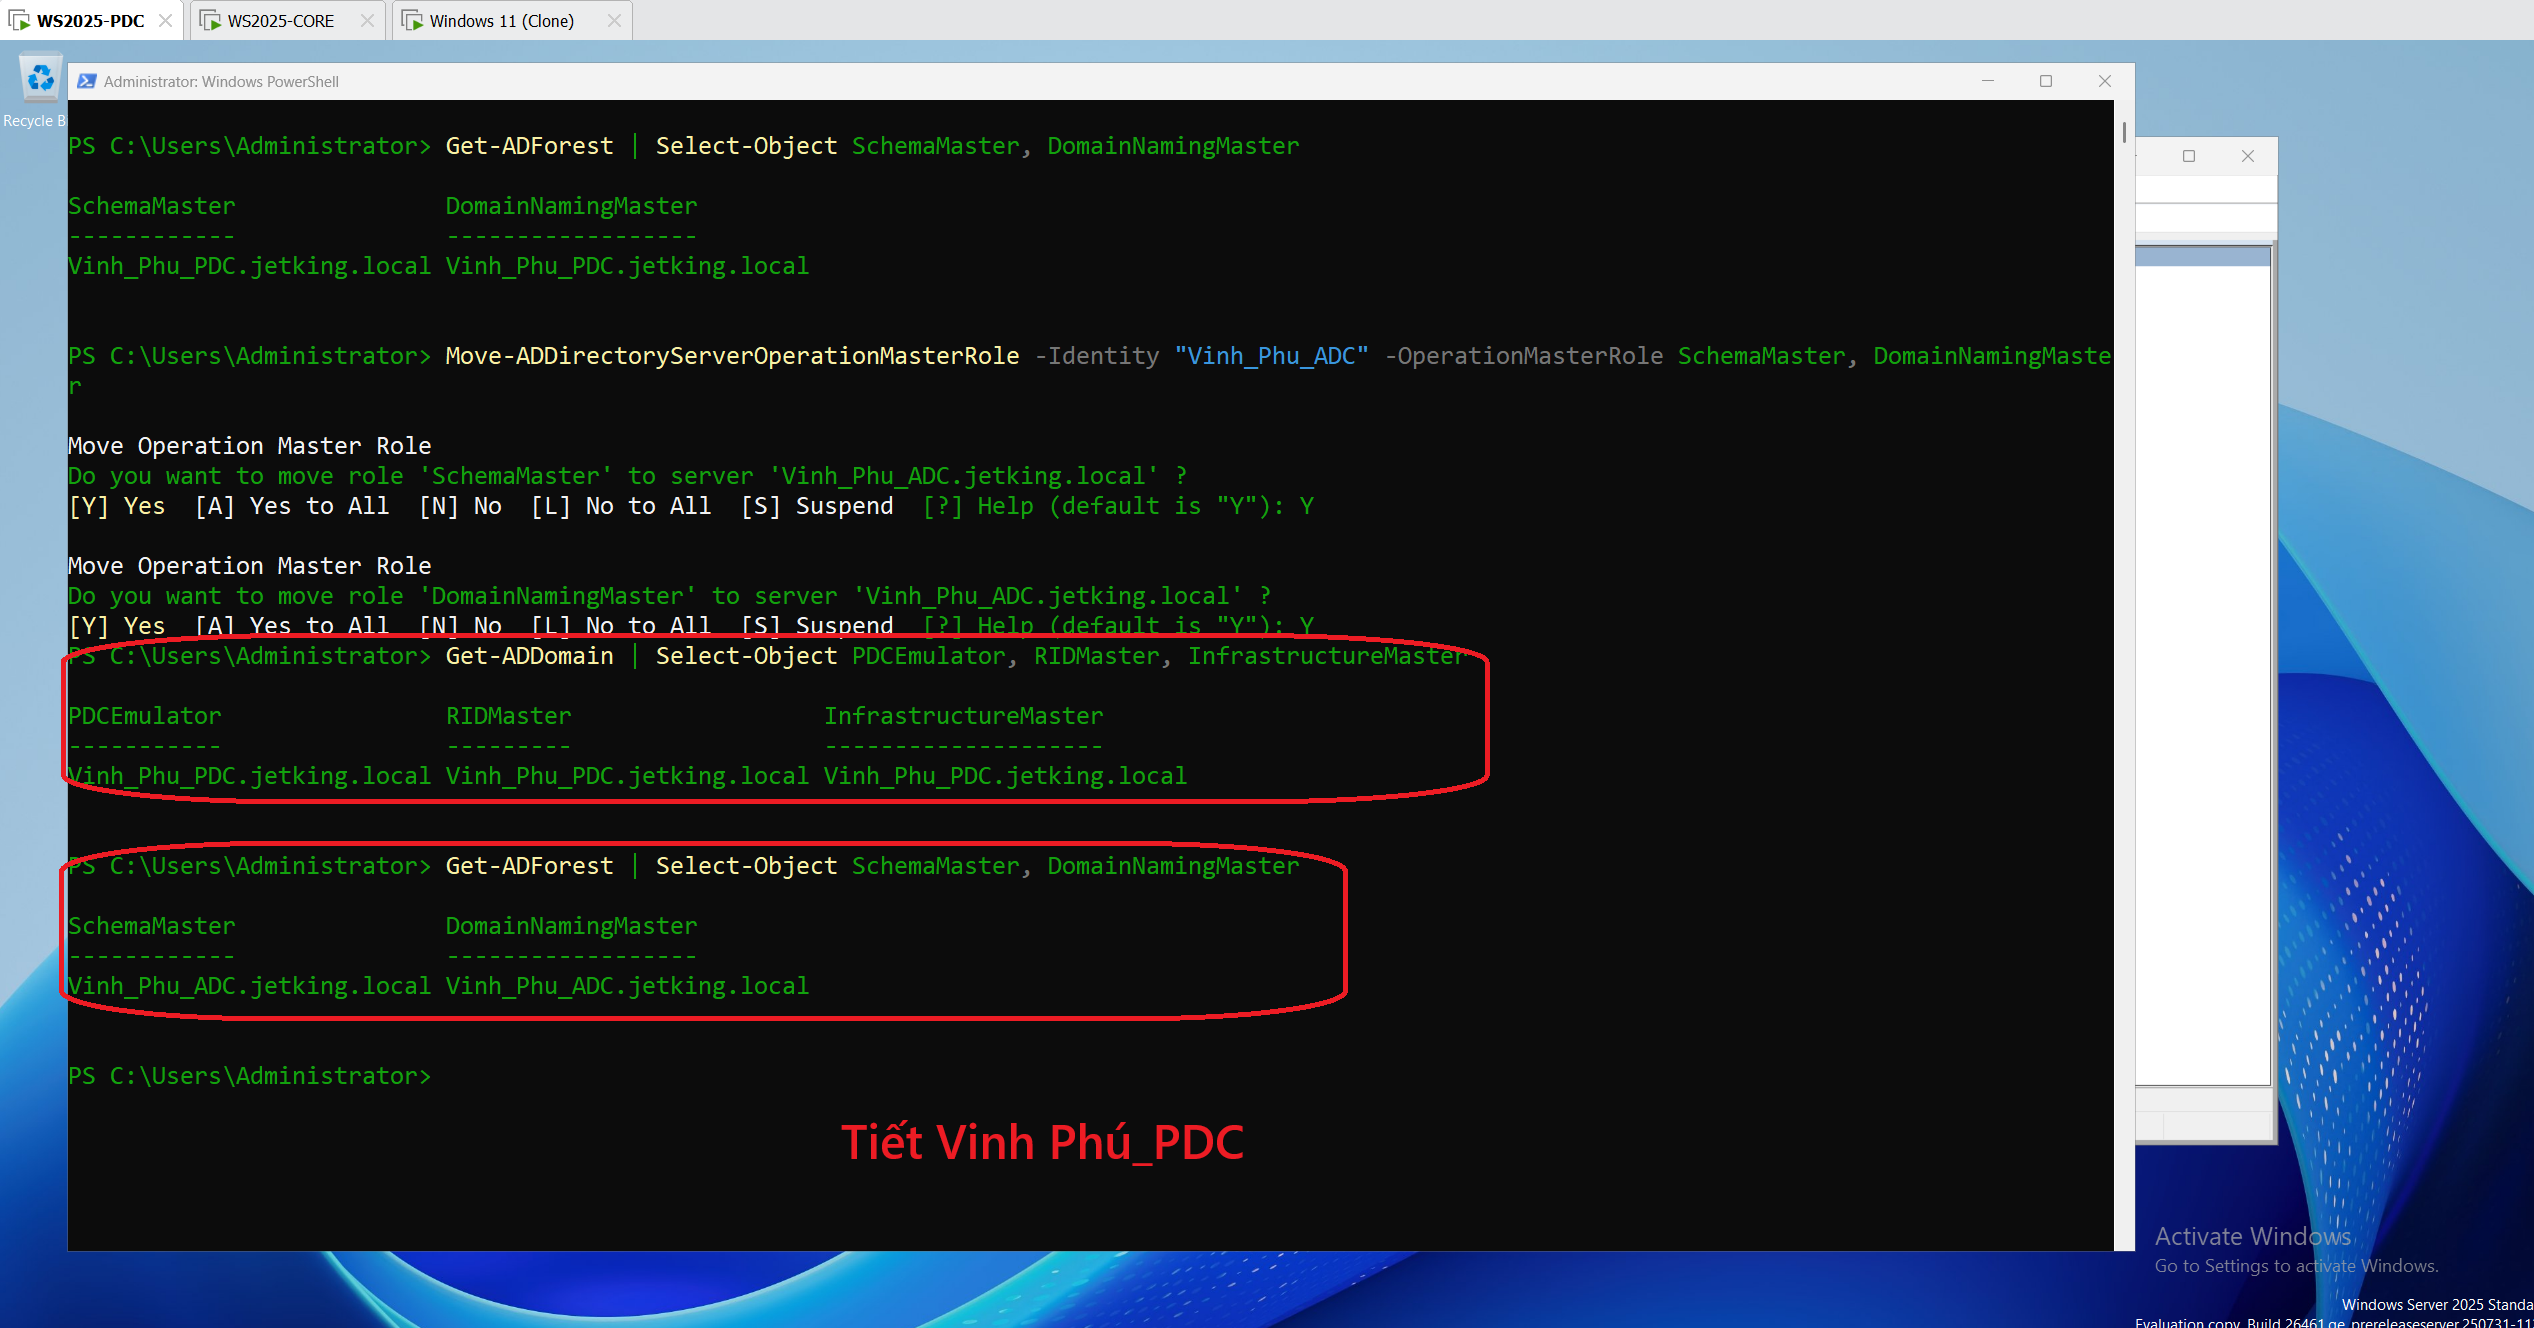 WS2025-PDC WS2025-CORE Windows 11 (Clone)
Recycle B
Administrator: Windows PowerShell
PS C:\Users\Administrator> Get-ADForest | Select-Object SchemaMaster, DomainNamingMaster
SchemaMaster DomainNamingMaster
------------ ------------------
Vinh_Phu_PDC.jetking.local Vinh_Phu_PDC.jetking.local
PS C:\Users\Administrator> Move-ADDirectoryServerOperationMasterRole -Identity "Vinh_Phu_ADC" -OperationMasterRole SchemaMaster, DomainNamingMaste
r
Move Operation Master Role
Do you want to move role 'SchemaMaster' to server 'Vinh_Phu_ADC.jetking.local' ?
[Y] Yes [A] Yes to All [N] No [L] No to All [S] Suspend [?] Help (default is "Y"): Y
Move Operation Master Role
Do you want to move role 'DomainNamingMaster' to server 'Vinh_Phu_ADC.jetking.local' ?
[Y] Yes [A] Yes to All [N] No [L] No to All [S] Suspend [?] Help (default is "Y"): Y
PS C:\Users\Administrator> Get-ADDomain | Select-Object PDCEmulator, RIDMaster, InfrastructureMaster
PDCEmulator RIDMaster InfrastructureMaster
----------- --------- --------------------
Vinh_Phu_PDC.jetking.local Vinh_Phu_PDC.jetking.local Vinh_Phu_PDC.jetking.local
PS C:\Users\Administrator> Get-ADForest | Select-Object SchemaMaster, DomainNamingMaster
SchemaMaster DomainNamingMaster
------------ ------------------
Vinh_Phu_ADC.jetking.local Vinh_Phu_ADC.jetking.local
PS C:\Users\Administrator>
Tiết Vinh Phú_PDC
Activate Windows
Go to Settings to activate Windows.
Windows Server 2025 Standa
Evaluation copy. Build 26461.ge_prereleaseserver.250731-11